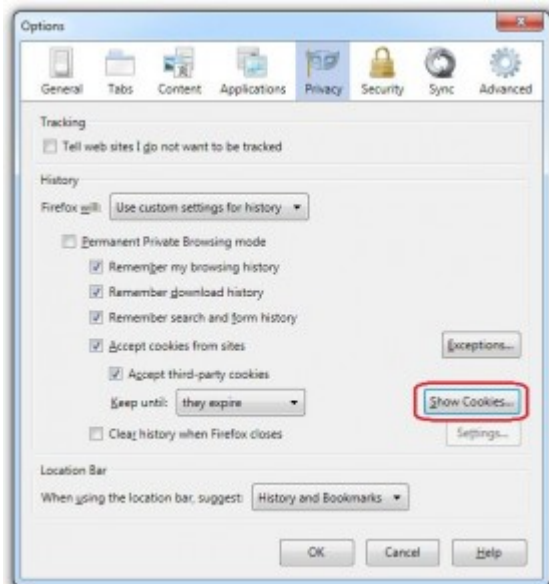 Options
General Tabs Content Applications Privacy Security Sync Advanced
Tracking
Tell web sites I do not want to be tracked
History
Firefox will: Use custom settings for history
Permanent Private Browsing mode
Remember my browsing history
Remember download history
Remember search and form history
Accept cookies from sites Exceptions...
Accept third-party cookies
Keep until: they expire Show Cookies...
Clear history when Firefox closes Settings...
Location Bar
When using the location bar, suggest: History and Bookmarks
OK Cancel Help